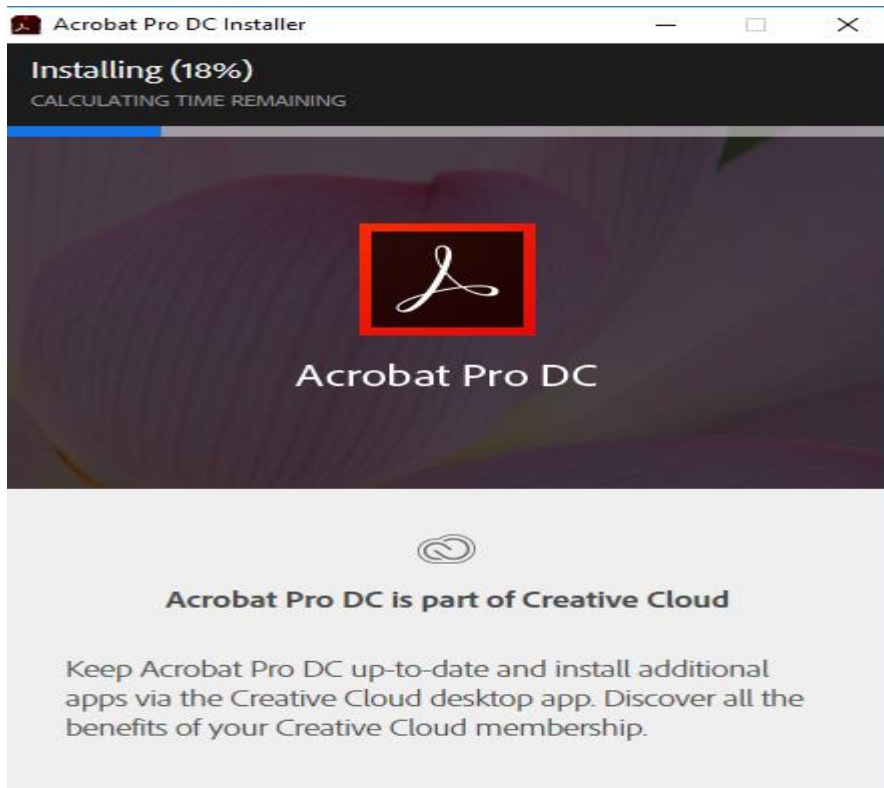 Acrobat Pro DC Installer
Installing (18%)
CALCULATING TIME REMAINING
Acrobat Pro DC
Acrobat Pro DC is part of Creative Cloud
Keep Acrobat Pro DC up-to-date and install additional
apps via the Creative Cloud desktop app. Discover all the
benefits of your Creative Cloud membership.